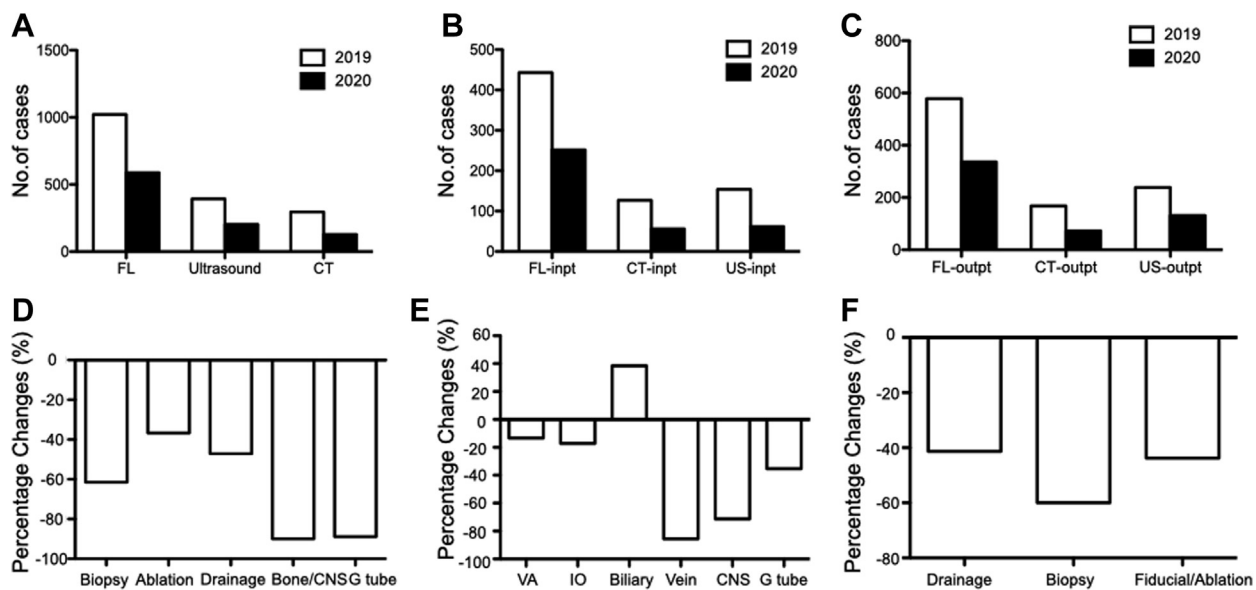 A
No.of cases
1500
1000
500
0
2019
2020
FL Ultrasound CT
B
No.of cases
500
400
300
200
100
0
2019
2020
FL-inpt CT-inpt US-inpt
C
No.of cases
800
600
400
200
0
2019
2020
FL-outpt CT-outpt US-outpt
D
Percentage Changes (%)
0
-20
-40
-60
-80
-100
Biopsy Ablation Drainage Bone/CNS G tube
E
Percentage Changes (%)
60
40
20
0
-20
-40
-60
-80
-100
VA IO Biliary Vein CNS G tube
F
Percentage Changes (%)
0
-20
-40
-60
-80
Drainage Biopsy Fiducial/Ablation